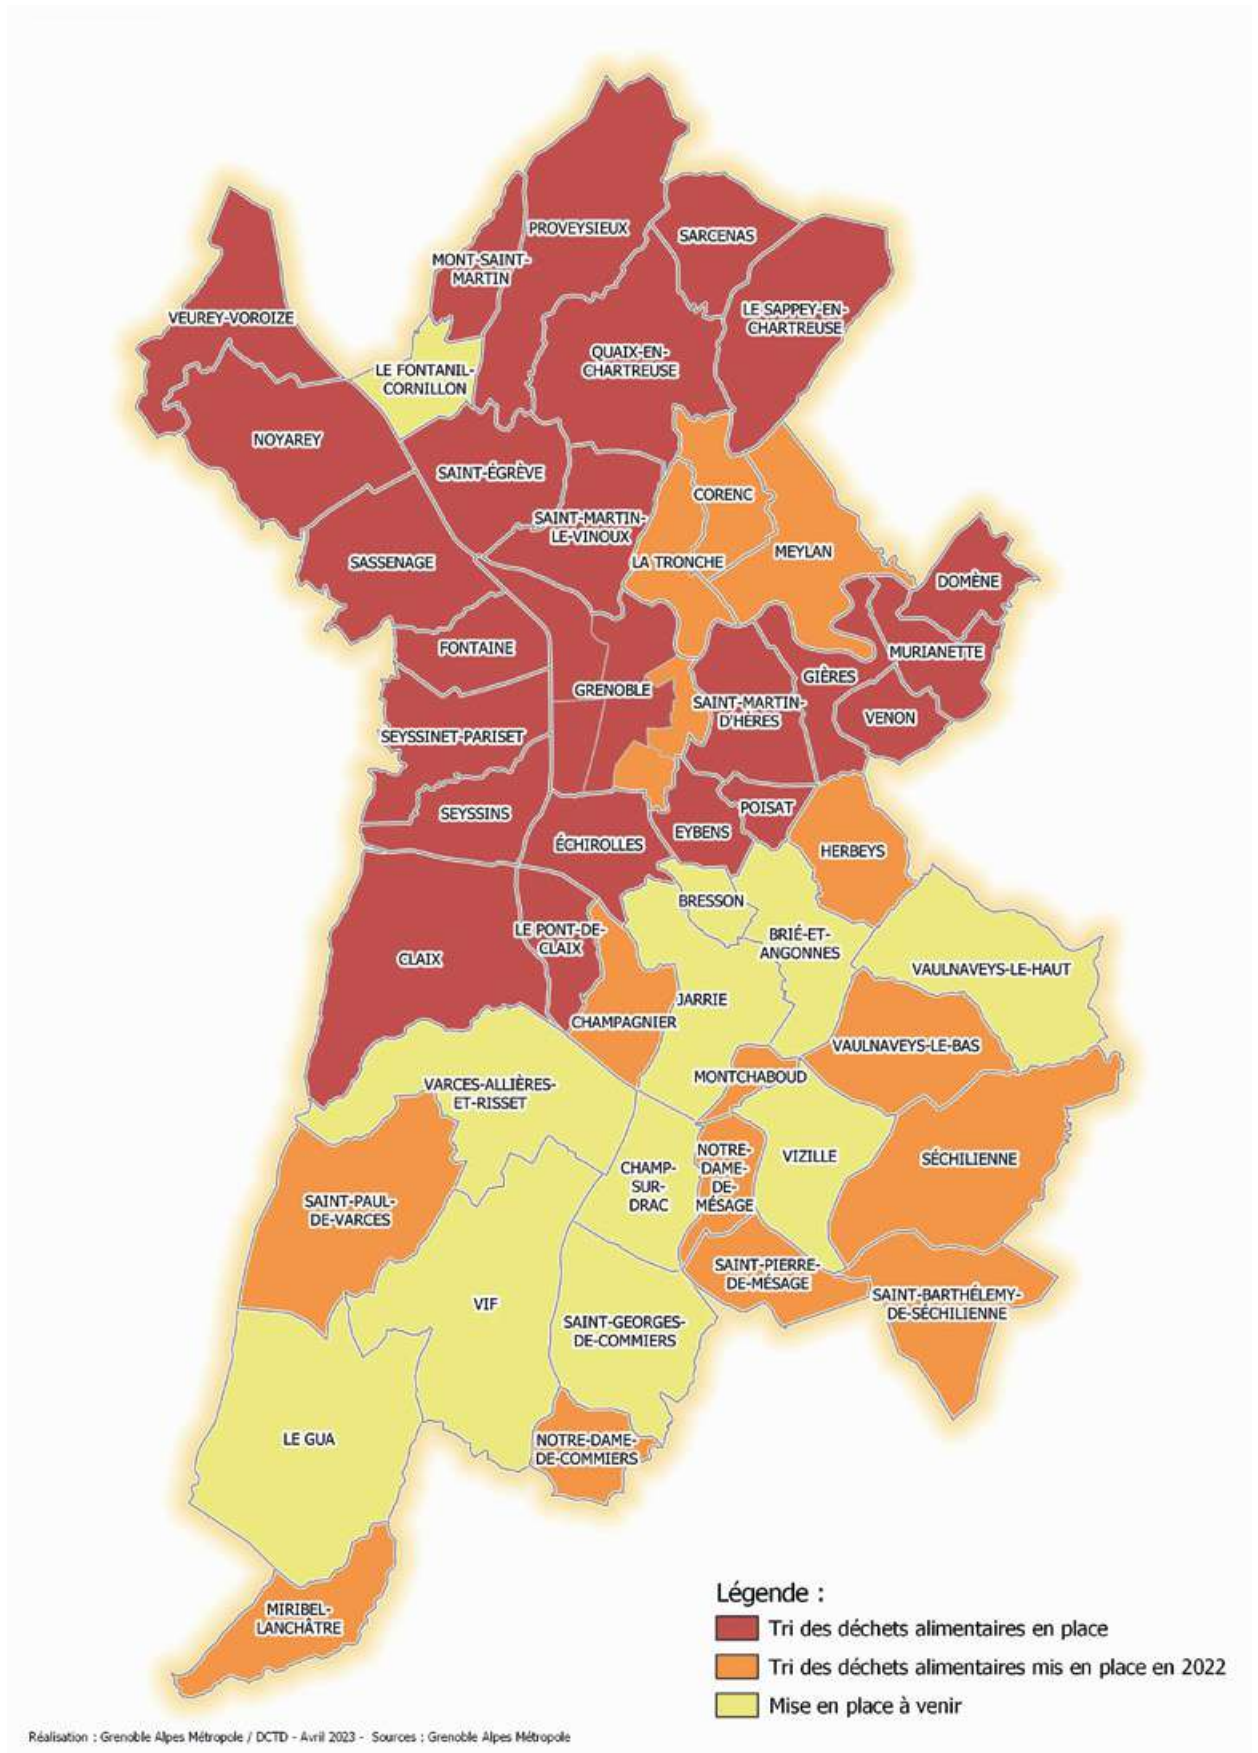 PROVEYSIEUX
SARCENAS
MONT-SAINT-
MARTIN
VEUREY-VOROIZE
LE SAPPEY-EN-
CHARTREUSE
LE FONTANIL-
CORNILLON
QUAIX-EN-
CHARTREUSE
NOYAREY
SAINT-ÉGRÈVE
CORENC
SAINT-MARTIN-
LE-VINOUX
SASSENAGE
LA TRONCHE
MEYLAN
DOMÈNE
FONTAINE
MURIANETTE
GIÈRES
GRENOBLE
SAINT-MARTIN-
D'HÈRES
VENON
SEYSSINET-PARISET
SEYSSINS
POISAT
EYBENS
ÉCHIROLLES
HERBEYS
BRESSON
LE PONT-DE-
CLAIX
BRIÉ-ET-
ANGONNES
CLAIX
VAULNAVEYS-LE-HAUT
JARRIE
CHAMPAGNIER
VAULNAVEYS-LE-BAS
MONTCHABOUD
VARCES-ALLIÈRES-
ET-RISSET
NOTRE-
DAME-
DE-
MÉSAGE
VIZILLE
SÉCHILIENNE
CHAMP-
SUR-
DRAC
SAINT-PAUL-
DE-VARCES
SAINT-PIERRE-
DE-MÉSAGE
SAINT-BARTHÉLEMY-
DE-SÉCHILIENNE
VIF
SAINT-GEORGES-
DE-COMMIERS
LE GUA
NOTRE-DAME-
DE-COMMIERS
MIRIBEL-
LANCHÂTRE
Légende :
Tri des déchets alimentaires en place
Tri des déchets alimentaires mis en place en 2022
Mise en place à venir
Réalisation : Grenoble Alpes Métropole / DCTD - Avril 2023 - Sources : Grenoble Alpes Métropole